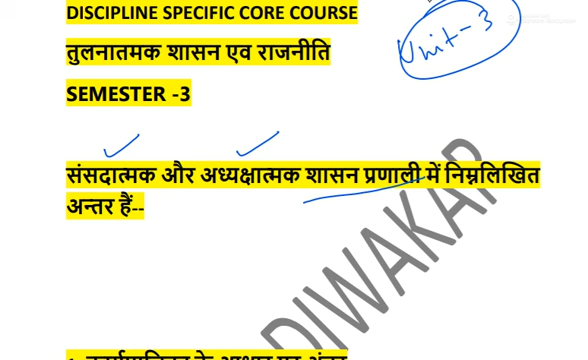 DISCIPLINE SPECIFIC CORE COURSE
तुलनातमक शासन एव राजनीति
Unit-3
SEMESTER -3
संसदात्मक और अध्यक्षात्मक शासन प्रणाली में निम्नलिखित
अन्तर हैं--
DIWAKAR